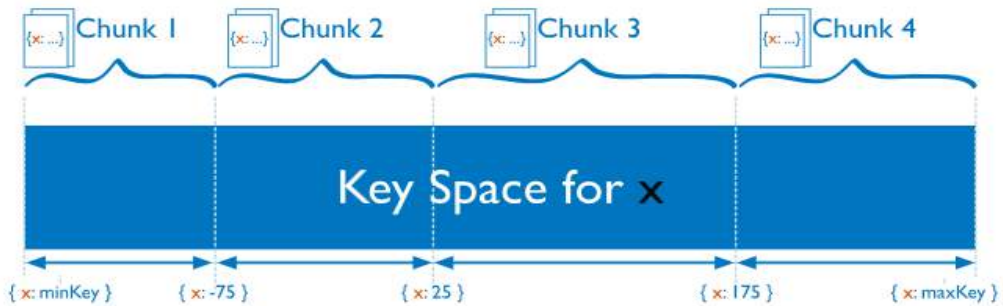 {x: ...} Chunk 1 {x: ...} Chunk 2 {x: ...} Chunk 3 {x: ...} Chunk 4
Key Space for x
{ x: minKey } { x: -75 } { x: 25 } { x: 175 } { x: maxKey }